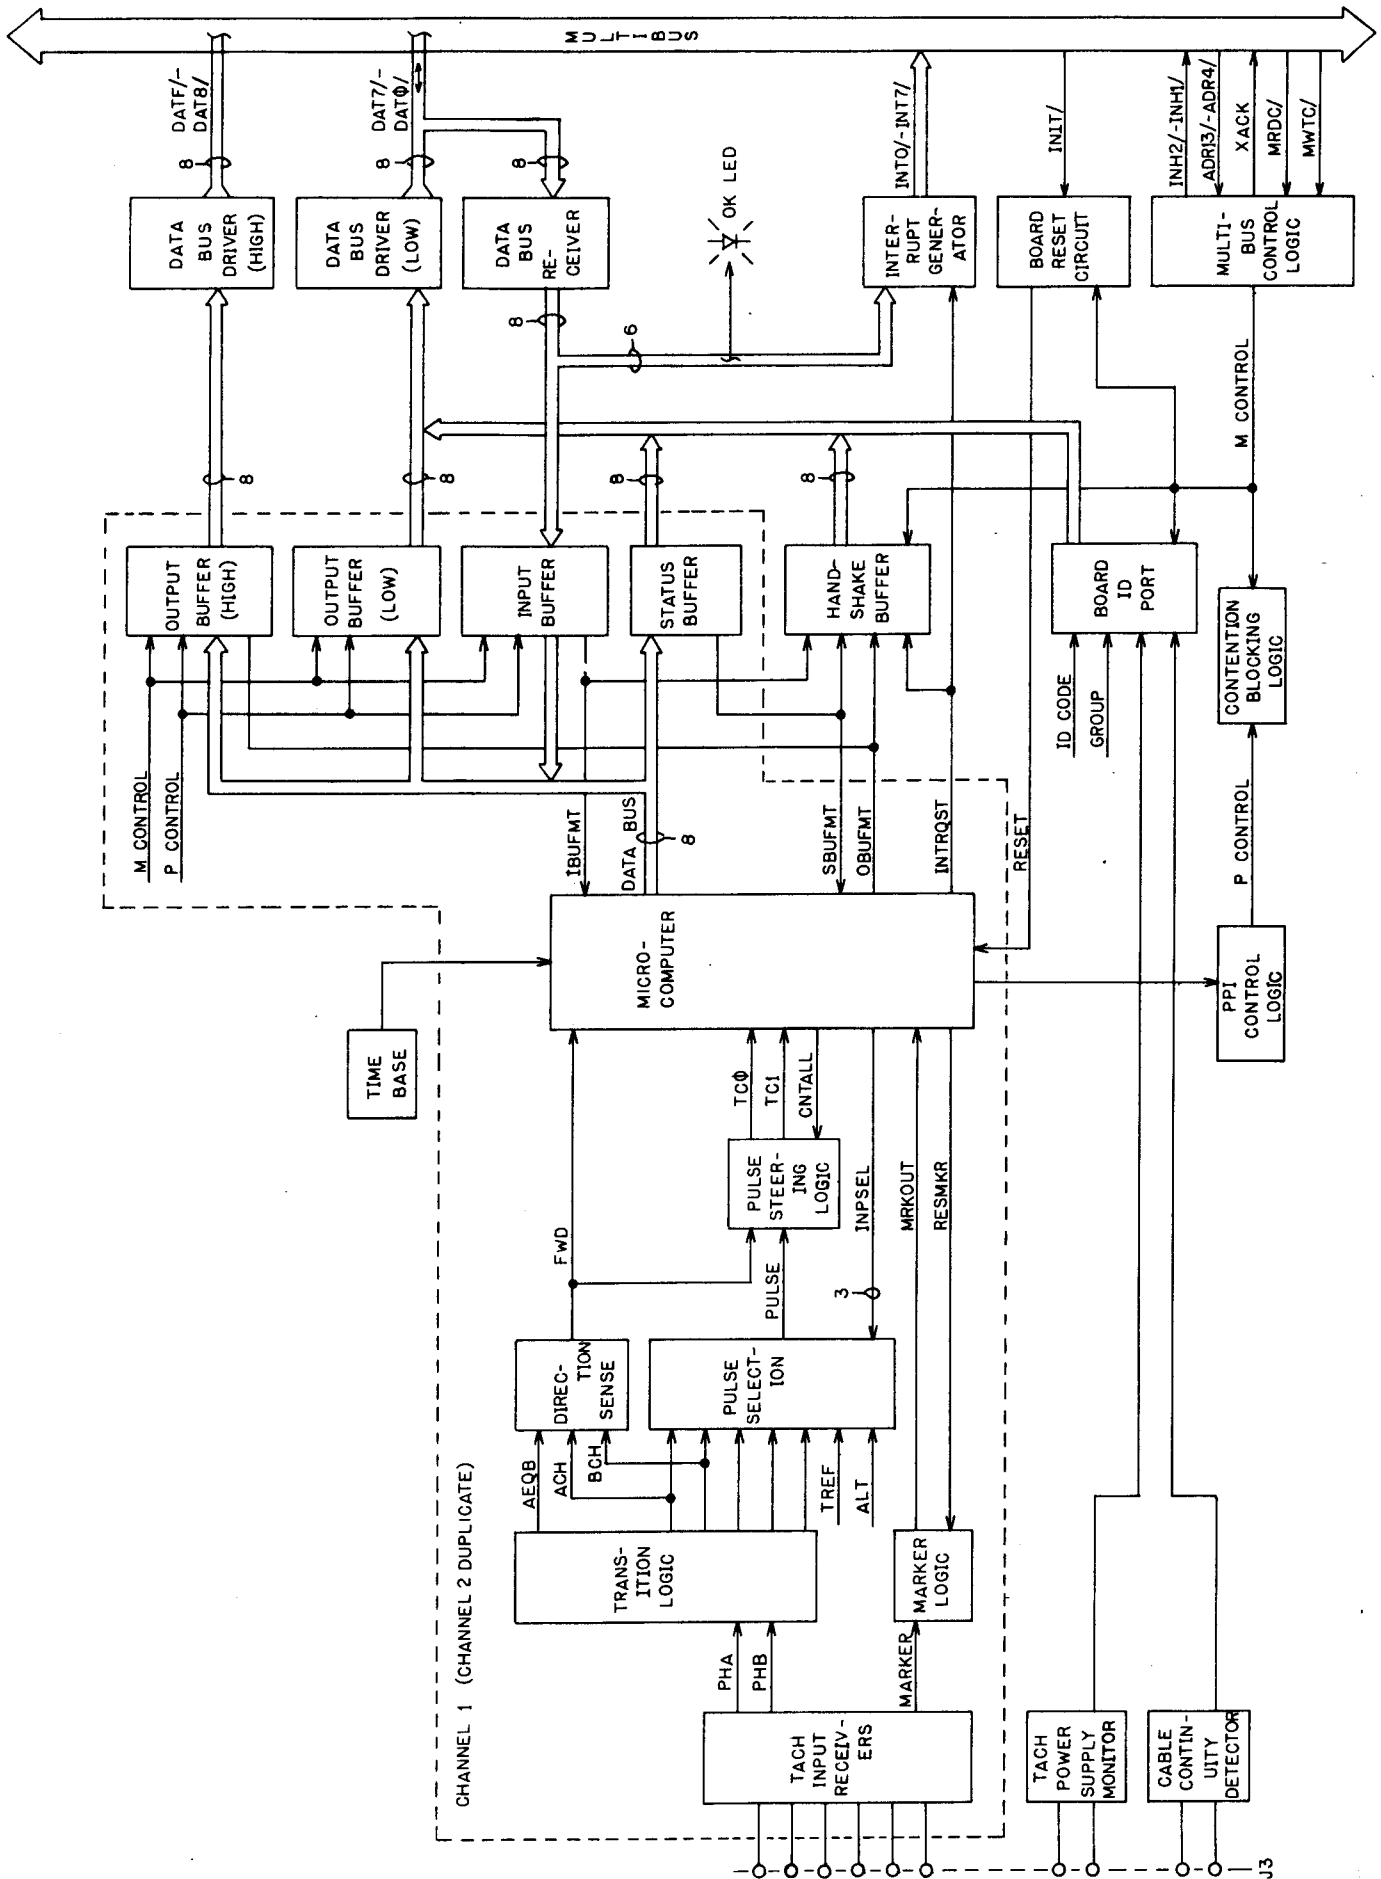 MULTIBUS
DATF/-
DAT8/
DAT7/-
DATΦ/
8
8
8
INT0/-INT7/
INIT/
INH2/-INH1/
ADR13/-ADR4/
XACK
MRDC/
MWTC/
DATA
BUS
DRIVER
(HIGH)
DATA
BUS
DRIVER
(LOW)
DATA
BUS
RE-
CEIVER
OK LED
INTER-
RUPT
GENER-
ATOR
BOARD
RESET
CIRCUIT
MULTI-
BUS
CONTROL
LOGIC
8
6
M CONTROL
8
8
8
8
OUTPUT
BUFFER
(HIGH)
OUTPUT
BUFFER
(LOW)
INPUT
BUFFER
STATUS
BUFFER
HAND-
SHAKE
BUFFER
BOARD
ID
PORT
CONTENTION
BLOCKING
LOGIC
ID CODE
GROUP
M CONTROL
P CONTROL
IBUFMT
DATA BUS
8
SBUFMT
OBUFMT
INTRQST
RESET
P CONTROL
MICRO-
COMPUTER
PPI
CONTROL
LOGIC
TIME
BASE
FWD
TCΦ
TC1
CNTALL
PULSE
STEER-
ING
LOGIC
INPSEL
MRKOUT
RESMKR
PULSE
3
DIREC-
TION
SENSE
PULSE
SELECT-
ION
AEQB
ACH
BCH
TREF
ALT
CHANNEL 1 (CHANNEL 2 DUPLICATE)
TRANS-
ITION
LOGIC
MARKER
LOGIC
PHA
PHB
MARKER
TACH
INPUT
RECEIV-
ERS
TACH
POWER
SUPPLY
MONITOR
CABLE
CONTIN-
UITY
DETECTOR
J3